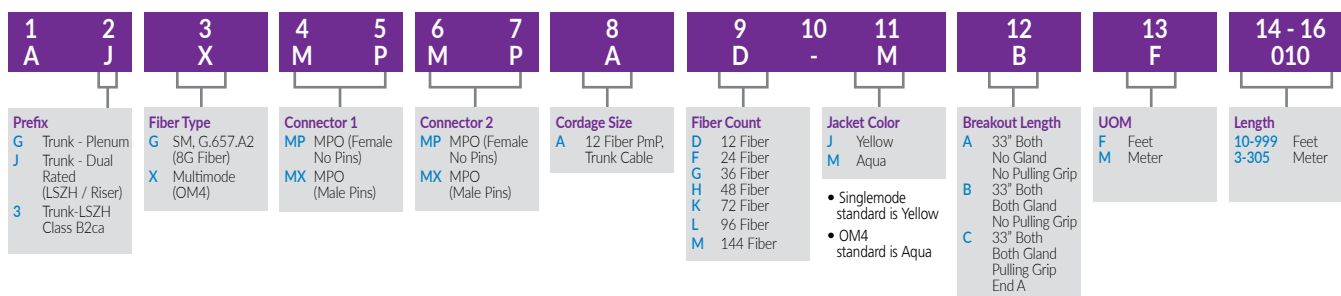 1 2 3 4 5 6 7 8 9 10 11 12 13 14 - 16
A J X M P M P A D - M B F 010
Prefix
G Trunk - Plenum
J Trunk - Dual
Rated
(LSZH / Riser)
3 Trunk-LSZH
Class B2ca
Fiber Type
G SM, G.657.A2
(8G Fiber)
X Multimode
(OM4)
Connector 1
MP MPO (Female
No Pins)
MX MPO
(Male Pins)
Connector 2
MP MPO (Female
No Pins)
MX MPO
(Male Pins)
Cordage Size
A 12 Fiber PmP,
Trunk Cable
Fiber Count
D 12 Fiber
F 24 Fiber
G 36 Fiber
H 48 Fiber
K 72 Fiber
L 96 Fiber
M 144 Fiber
Jacket Color
J Yellow
M Aqua
• Singlemode
standard is Yellow
• OM4
standard is Aqua
Breakout Length
A 33" Both
No Gland
No Pulling Grip
B 33" Both
Both Gland
No Pulling Grip
C 33" Both
Both Gland
Pulling Grip
End A
UOM
F Feet
M Meter
Length
10-999 Feet
3-305 Meter